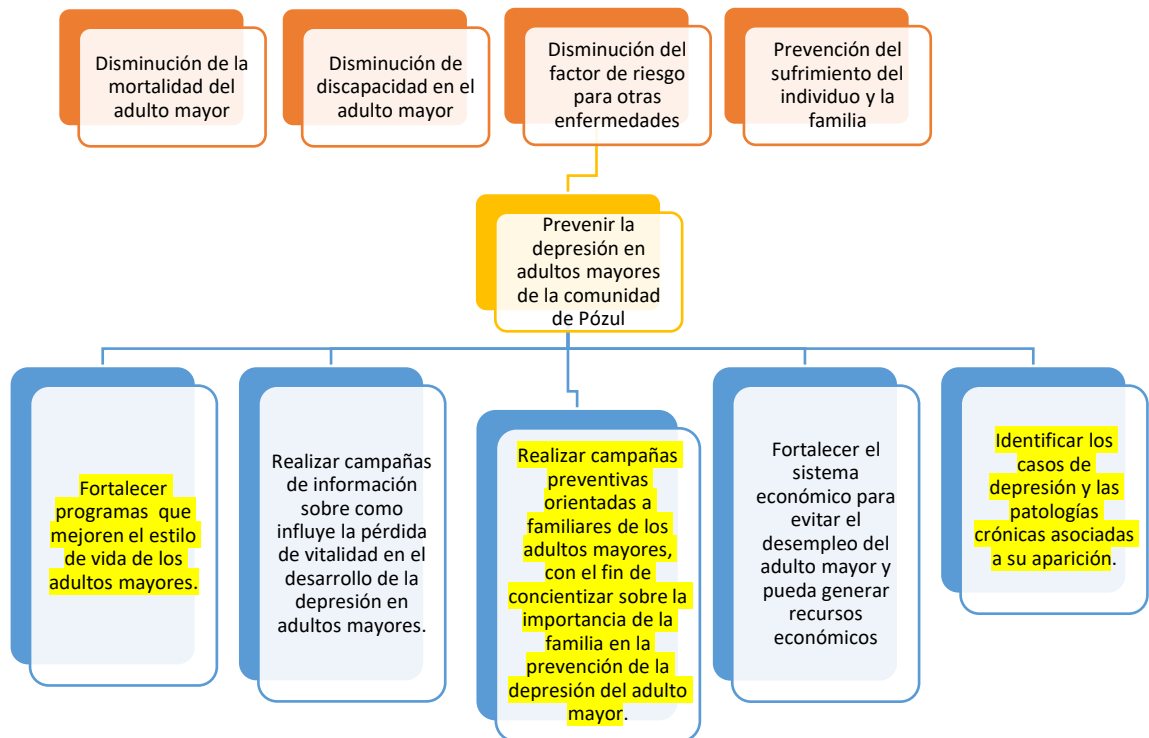 Disminución de la
mortalidad del
adulto mayor
Disminución de
discapacidad en el
adulto mayor
Disminución del
factor de riesgo
para otras
enfermedades
Prevención del
sufrimiento del
individuo y la
familia
Prevenir la
depresión en
adultos mayores
de la comunidad
de Pózul
Fortalecer
programas que
mejoren el estilo
de vida de los
adultos mayores.
Realizar campañas
de información
sobre como
influye la pérdida
de vitalidad en el
desarrollo de la
depresión en
adultos mayores.
Realizar campañas
preventivas
orientadas a
familiares de los
adultos mayores,
con el fin de
concientizar sobre la
importancia de la
familia en la
prevención de la
depresión del adulto
mayor.
Fortalecer el
sistema
económico para
evitar el
desempleo del
adulto mayor y
pueda generar
recursos
económicos
Identificar los
casos de
depresión y las
patologías
crónicas asociadas
a su aparición.